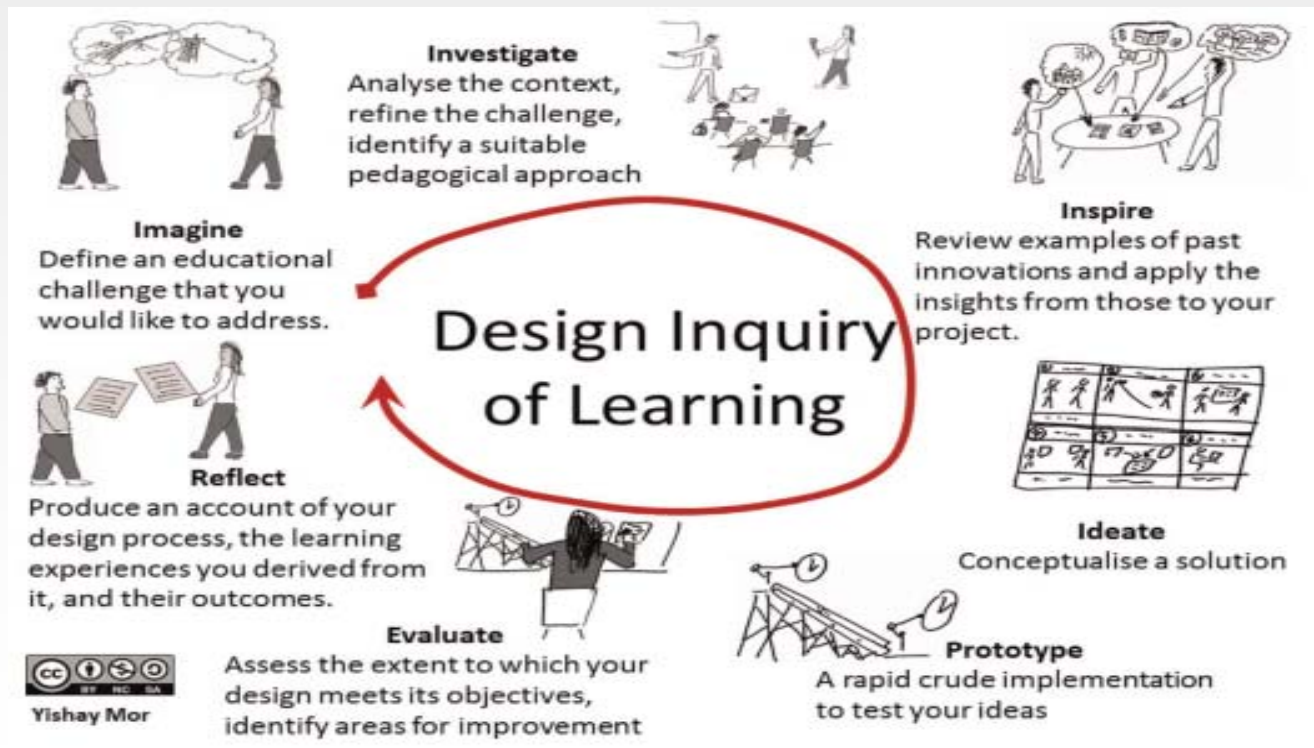 Investigate
Analyse the context,
refine the challenge,
identify a suitable
pedagogical approach
Imagine
Define an educational
challenge that you
would like to address.
Inspire
Review examples of past
innovations and apply the
insights from those to your
project.
Design Inquiry
of Learning
Reflect
Produce an account of your
design process, the learning
experiences you derived from
it, and their outcomes.
Ideate
Conceptualise a solution
Evaluate
Assess the extent to which your
design meets its objectives,
identify areas for improvement
Prototype
A rapid crude implementation
to test your ideas
cc
BY NC SA
Yishay Mor